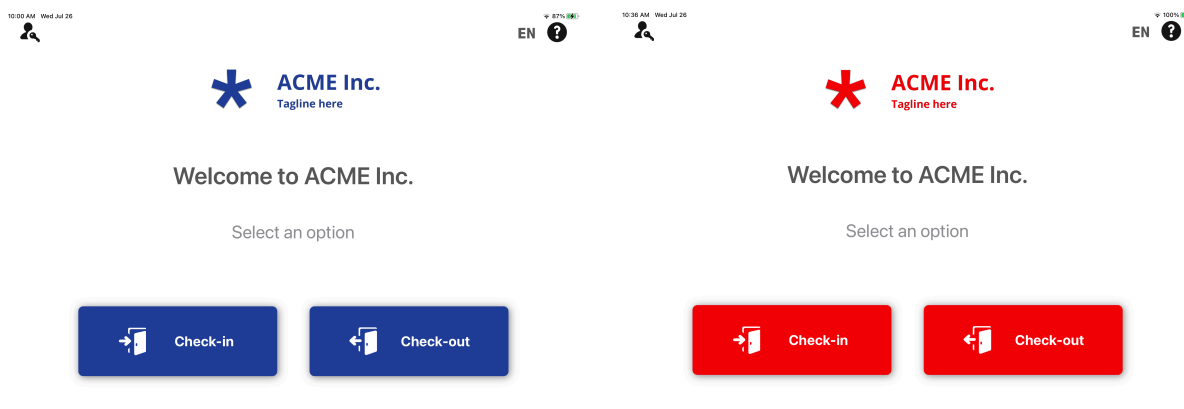 10:00 AM Wed Jul 26
87%
EN ?
ACME Inc.
Tagline here
Welcome to ACME Inc.
Select an option
Check-in
Check-out
10:36 AM Wed Jul 26
100%
EN ?
ACME Inc.
Tagline here
Welcome to ACME Inc.
Select an option
Check-in
Check-out